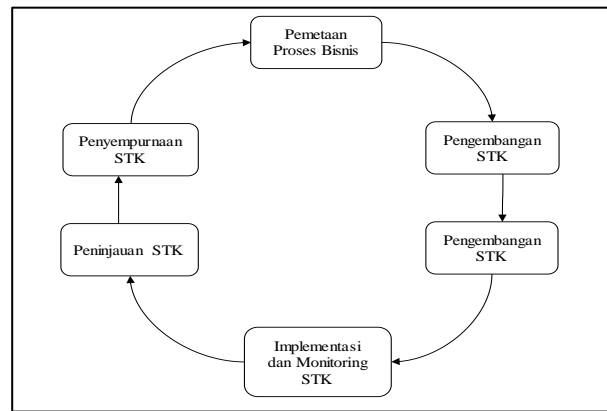 Pemetaan
Proses Bisnis
Pengembangan
STK
Pengembangan
STK
Implementasi
dan Monitoring
STK
Peninjauan STK
Penyempurnaan
STK